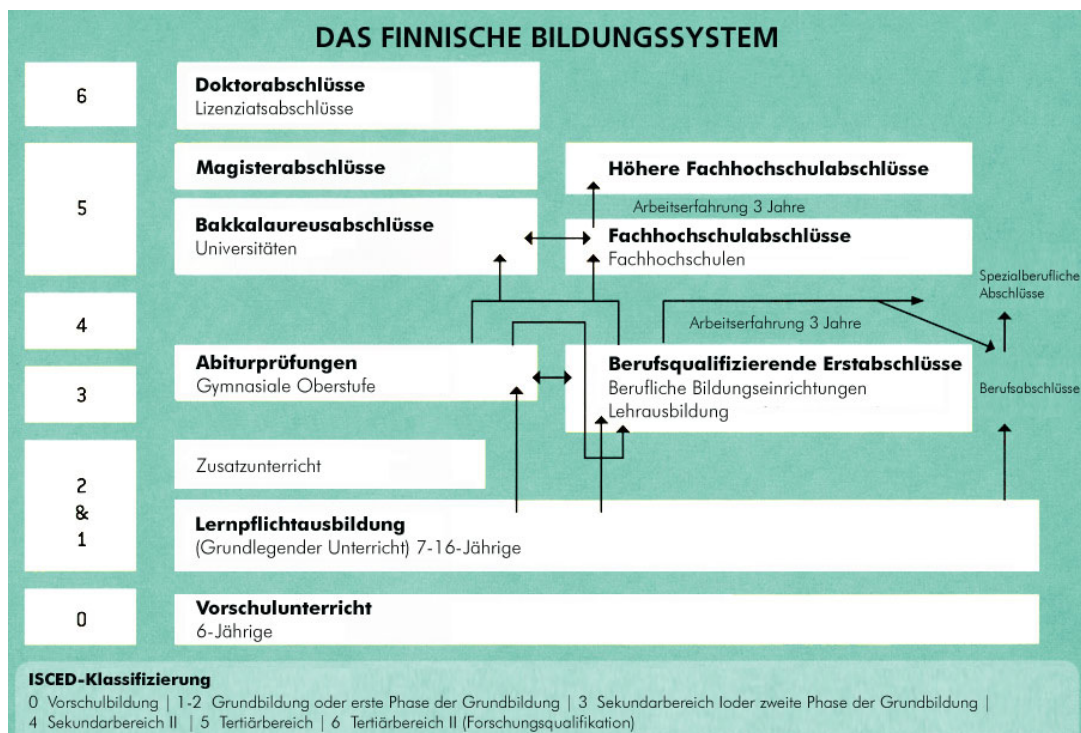 DAS FINNISCHE BILDUNGSSYSTEM
6
Doktorabschlüsse
Lizenziatsabschlüsse
5
Magisterabschlüsse
Höhere Fachhochschulabschlüsse
Arbeitserfahrung 3 Jahre
Bakkalaureusabschlüsse
Universitäten
Fachhochschulabschlüsse
Fachhochschulen
Spezialberufliche
Abschlüsse
4
Arbeitserfahrung 3 Jahre
3
Abiturprüfungen
Gymnasiale Oberstufe
Berufsqualifizierende Erstabschlüsse
Berufliche Bildungseinrichtungen
Lehrausbildung
Berufsabschlüsse
2
&
1
Zusatzunterricht
Lernpflichtausbildung
(Grundlegender Unterricht) 7-16-Jährige
0
Vorschulunterricht
6-Jährige
ISCED-Klassifizierung
0 Vorschulbildung | 1-2 Grundbildung oder erste Phase der Grundbildung | 3 Sekundarbereich Ioder zweite Phase der Grundbildung |
4 Sekundarbereich II | 5 Tertiärbereich | 6 Tertiärbereich II (Forschungsqualifikation)